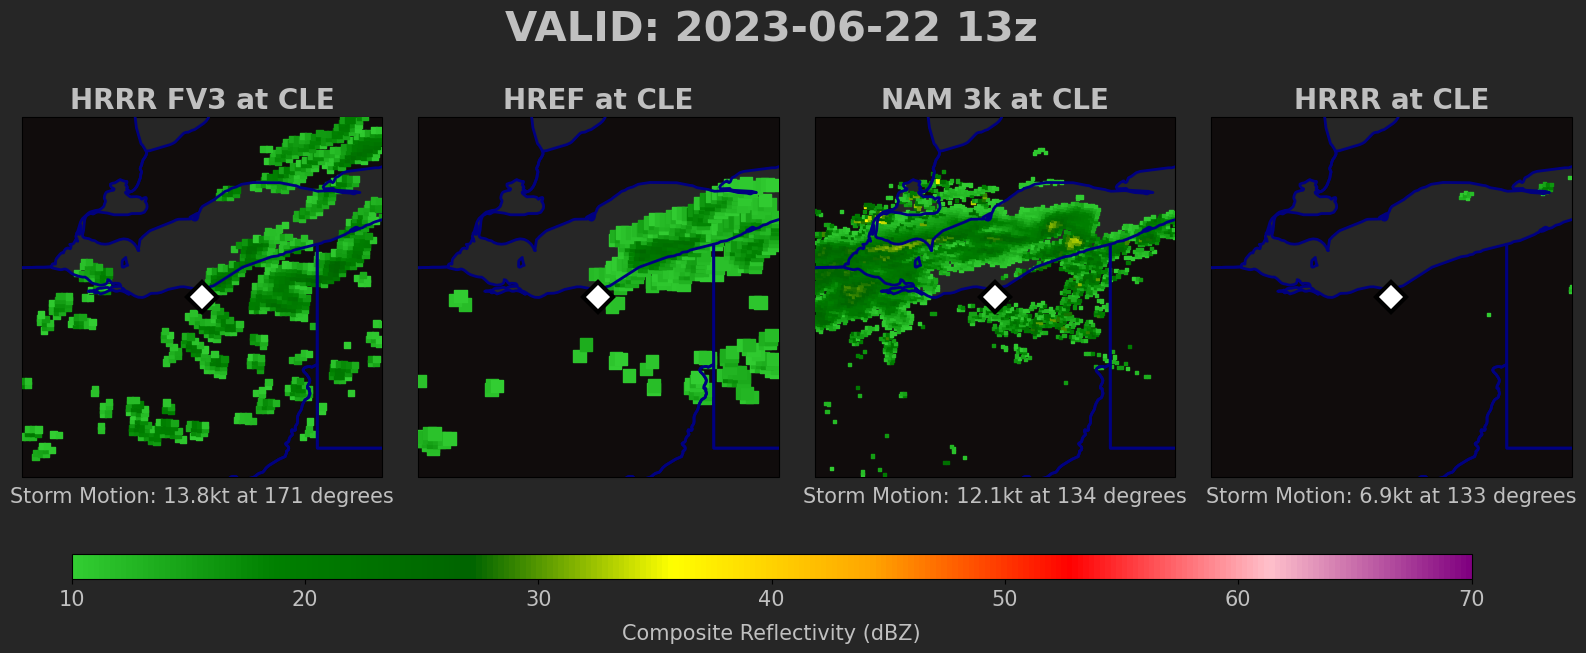 VALID: 2023-06-22 13z
HRRR FV3 at CLE
HREF at CLE
NAM 3k at CLE
HRRR at CLE
Storm Motion: 13.8kt at 171 degrees
Storm Motion: 12.1kt at 134 degrees
Storm Motion: 6.9kt at 133 degrees
10 20 30 40 50 60 70
Composite Reflectivity (dBZ)